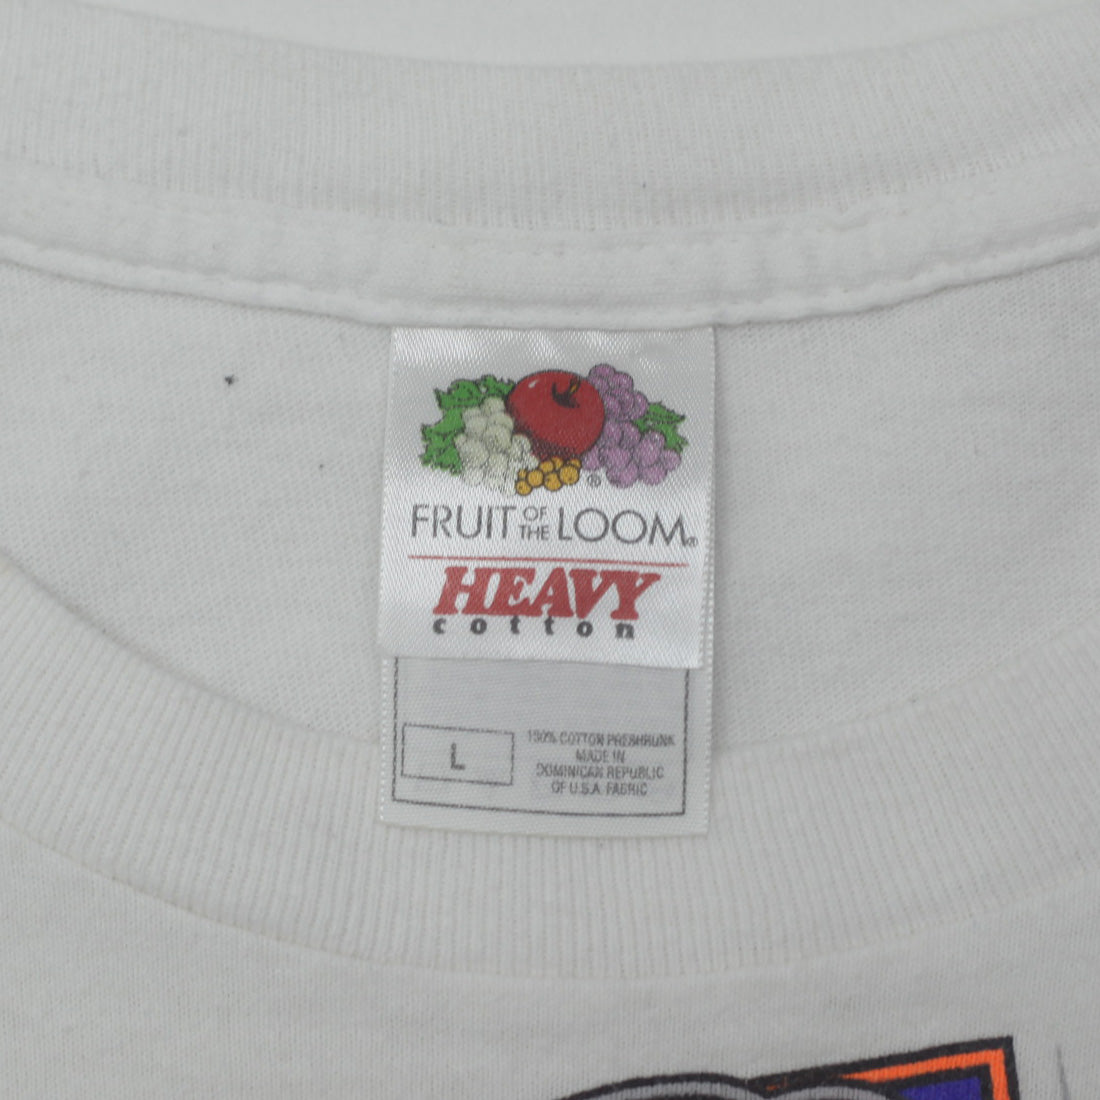 ®
FRUIT OF THE LOOM®
HEAVY
cotton
L
100% COTTON PRESHRUNK
MADE IN
DOMINICAN REPUBLIC
OF U.S.A. FABRIC